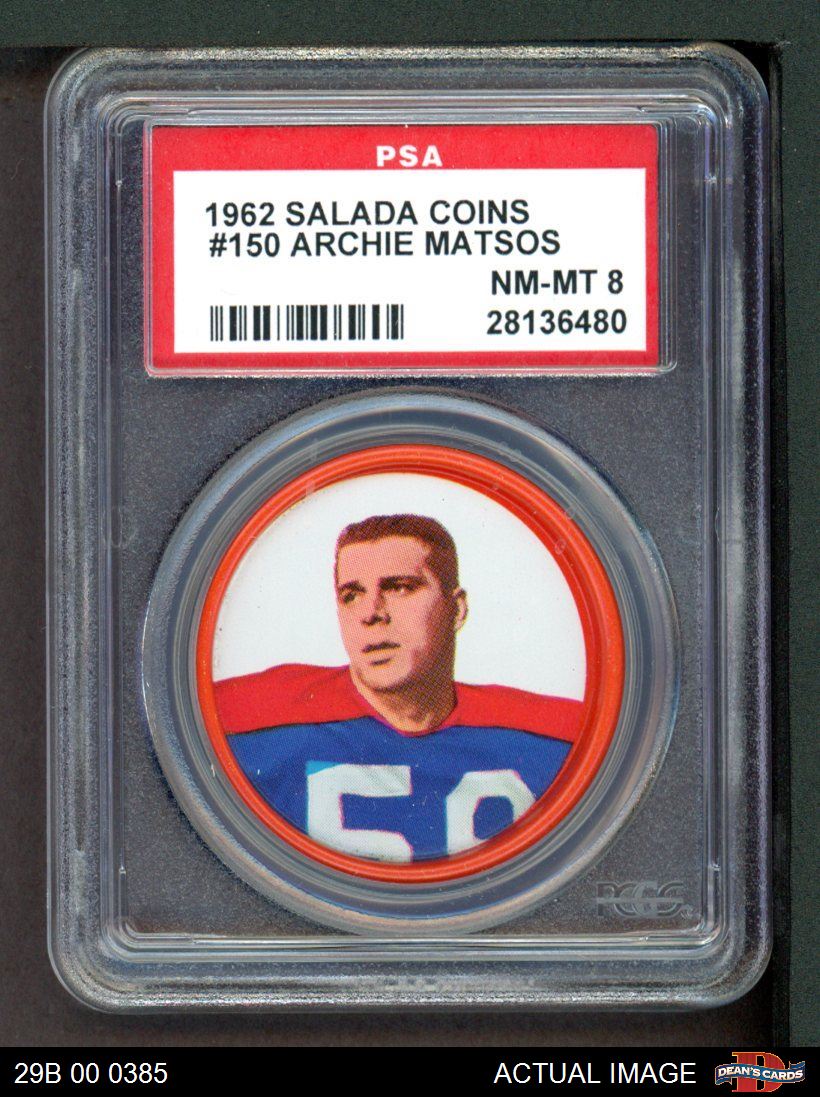 PSA
1962 SALADA COINS
#150 ARCHIE MATSOS
NM-MT 8
28136480
PCGS
29B 00 0385
ACTUAL IMAGE
D
DEAN'S CARDS